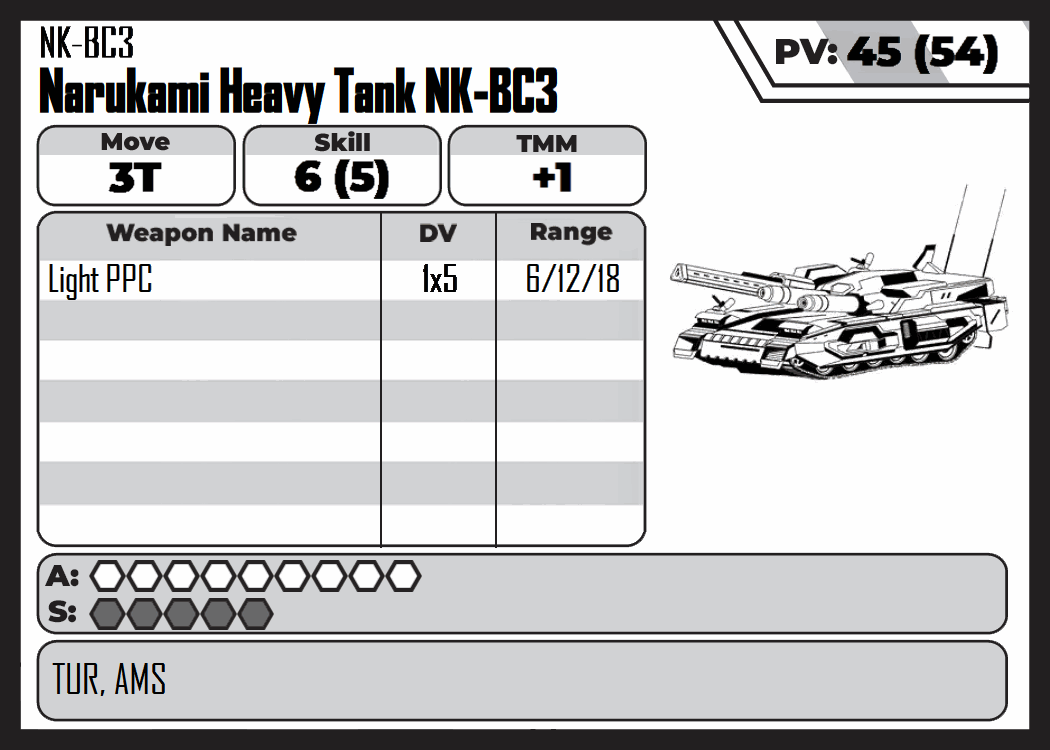 NK-BC3
Narukami Heavy Tank NK-BC3
PV: 45 (54)
Move
3T
Skill
6 (5)
TMM
+1
Weapon Name DV Range
Light PPC 1x5 6/12/18
A:
S:
TUR, AMS